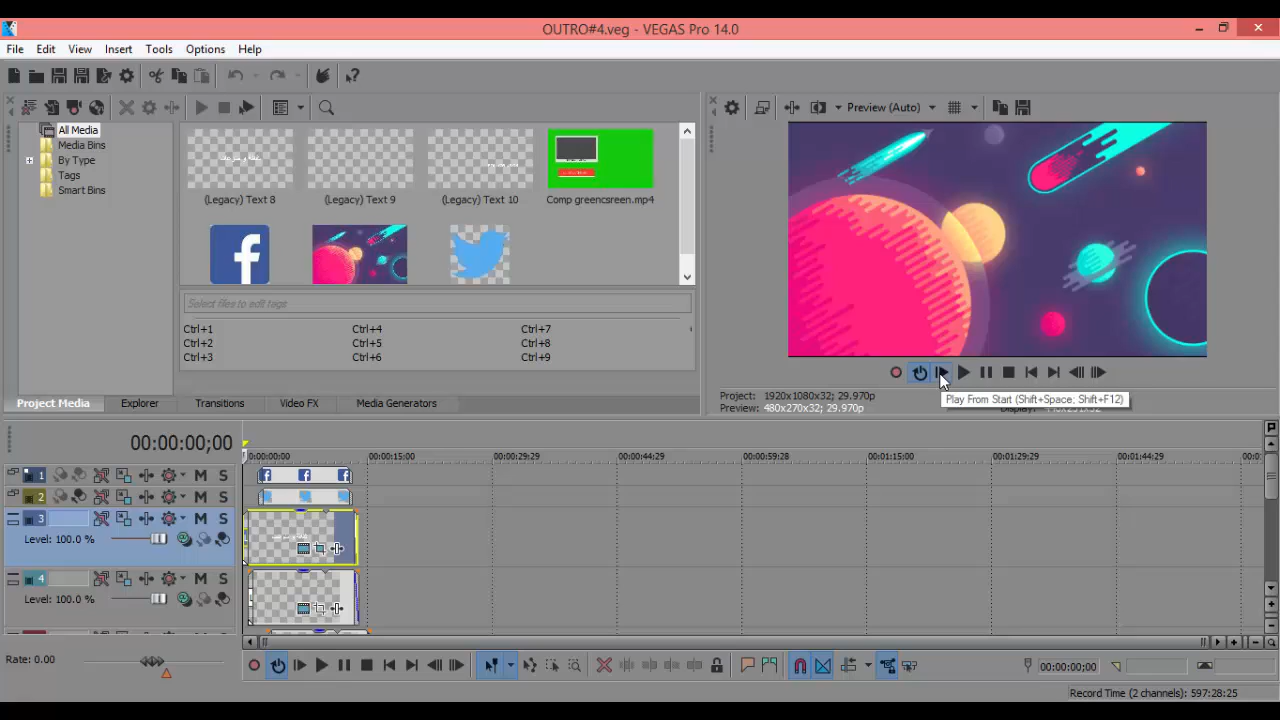 OUTRO#4.veg - VEGAS Pro 14.0
File Edit View Insert Tools Options Help
Preview (Auto)
All Media
Media Bins
By Type
Tags
Smart Bins
(Legacy) Text 8
(Legacy) Text 9
(Legacy) Text 10
Comp greencsreen.mp4
Select files to edit tags
Ctrl+1 Ctrl+4 Ctrl+7
Ctrl+2 Ctrl+5 Ctrl+8
Ctrl+3 Ctrl+6 Ctrl+9
Project Media Explorer Transitions Video FX Media Generators
Project: 1920x1080x32; 29.970p
Preview: 480x270x32; 29.970p
Play From Start (Shift+Space; Shift+F12)
00:00:00;00
0:00:00:00 00:00:15:00 00:00:29:29 00:00:44:29 00:00:59:28 00:01:15:00 00:01:29:29 00:01:44:29
1 M S
2 M S
3 M S
Level: 100.0 %
4 M S
Level: 100.0 %
Rate: 0.00
00:00:00;00
Record Time (2 channels): 597:28:25